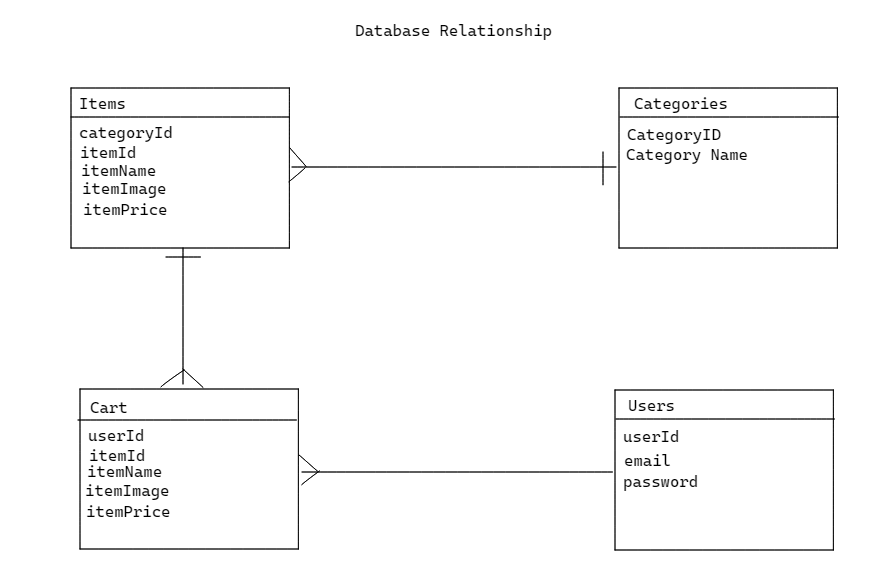 Database Relationship
Items
categoryId
itemId
itemName
itemImage
itemPrice
Categories
CategoryID
Category Name
Cart
userId
itemId
itemName
itemImage
itemPrice
Users
userId
email
password